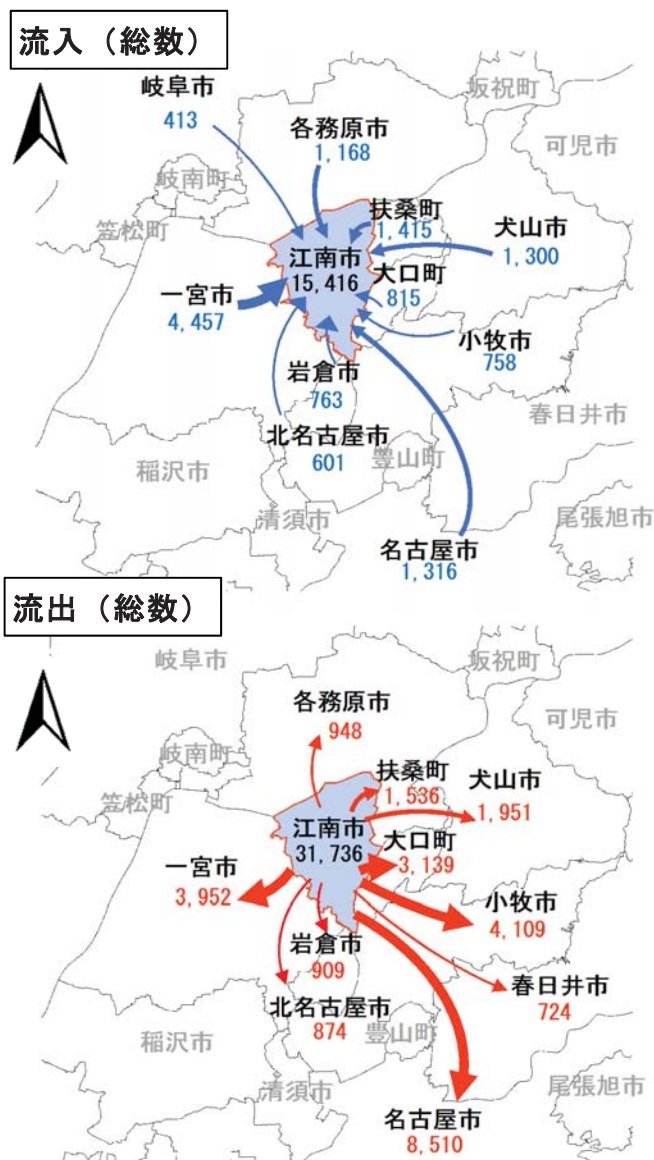 流入（総数）
坂祝町
岐阜市
413
各務原市
1,168
可児市
岐南町
笠松町
扶桑町
1,415
犬山市
1,300
江南市
15,416
大口町
815
一宮市
4,457
小牧市
758
岩倉市
763
春日井市
北名古屋市
601
豊山町
稲沢市
清須市
尾張旭市
名古屋市
1,316
流出（総数）
岐阜市
坂祝町
各務原市
948
可児市
岐南町
笠松町
扶桑町
1,536
犬山市
1,951
江南市
31,736
大口町
3,139
一宮市
3,952
小牧市
4,109
岩倉市
909
春日井市
724
北名古屋市
874
豊山町
稲沢市
清須市
尾張旭市
名古屋市
8,510